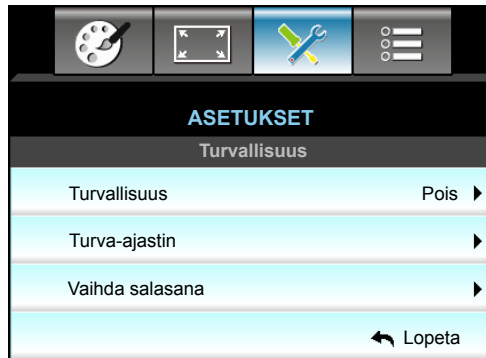 ASETUKSET
Turvallisuus
Turvallisuus Pois
Turva-ajastin
Vaihda salasana
Lopeta